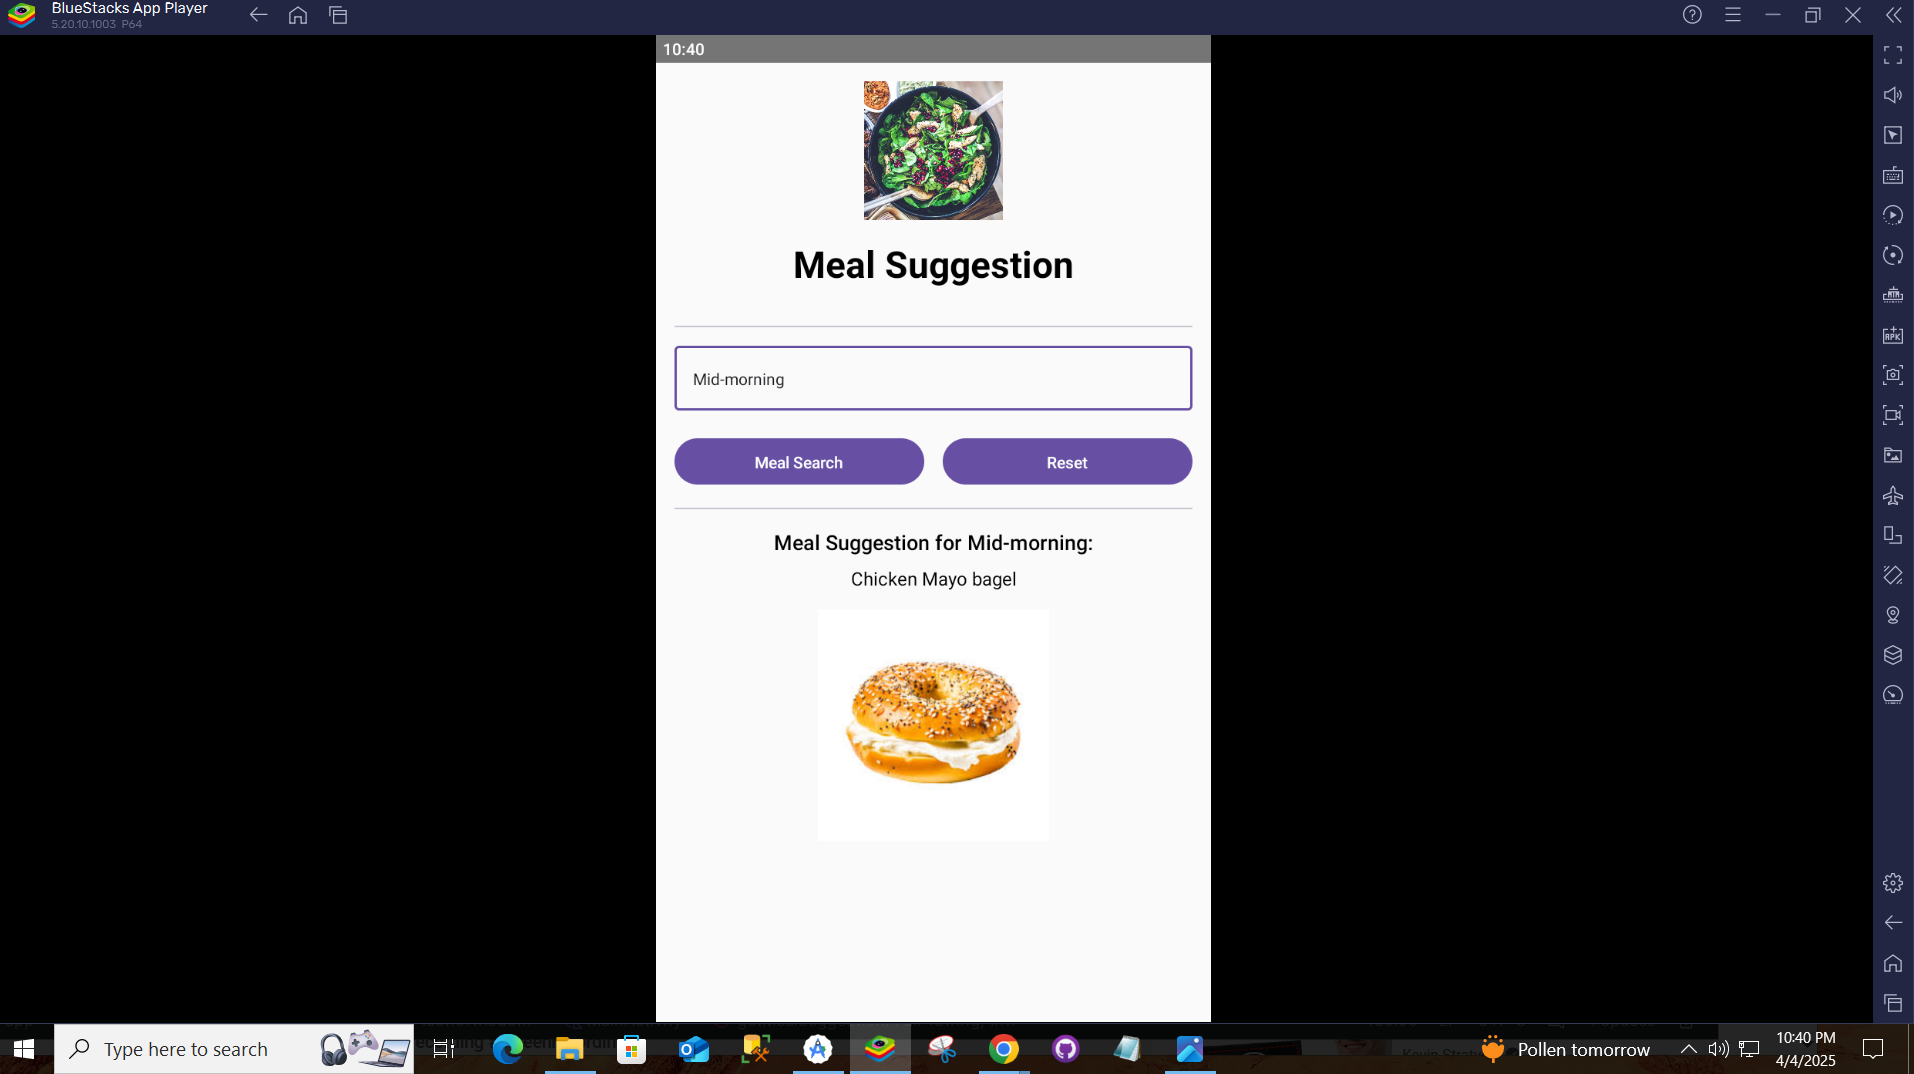 BlueStacks App Player
5.20.10.1003 P64
10:40
Meal Suggestion
Mid-morning
Meal Search
Reset
Meal Suggestion for Mid-morning:
Chicken Mayo bagel
Type here to search
Pollen tomorrow
10:40 PM
4/4/2025